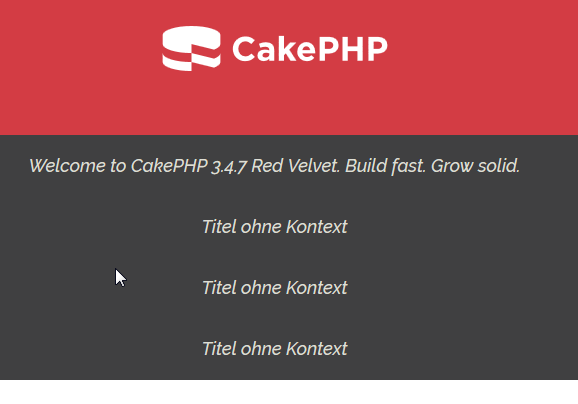 CakePHP
Welcome to CakePHP 3.4.7 Red Velvet. Build fast. Grow solid.
Titel ohne Kontext
Titel ohne Kontext
Titel ohne Kontext